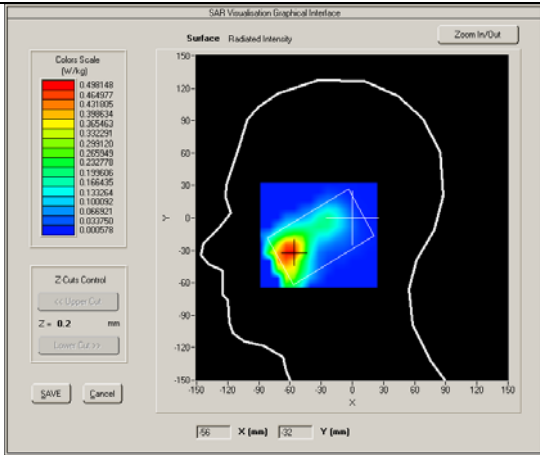 SAR Visualisation Graphical Interface
Surface Radiated Intensity
Zoom In/Out
Colors Scale
(W/kg)
0.498148
0.464977
0.431805
0.398634
0.365463
0.332291
0.299120
0.265949
0.232778
0.199606
0.166435
0.133264
0.100092
0.066921
0.033750
0.000578
Z-Cuts Control
<< Upper Cut
Z = 0.2 mm
Lower Cut >>
SAVE Cancel
Y
150
120
90
60
30
0
-30
-60
-90
-120
-150
-150 -120 -90 -60 -30 0 30 60 90 120 150
X
-56 X (mm) -32 Y (mm)